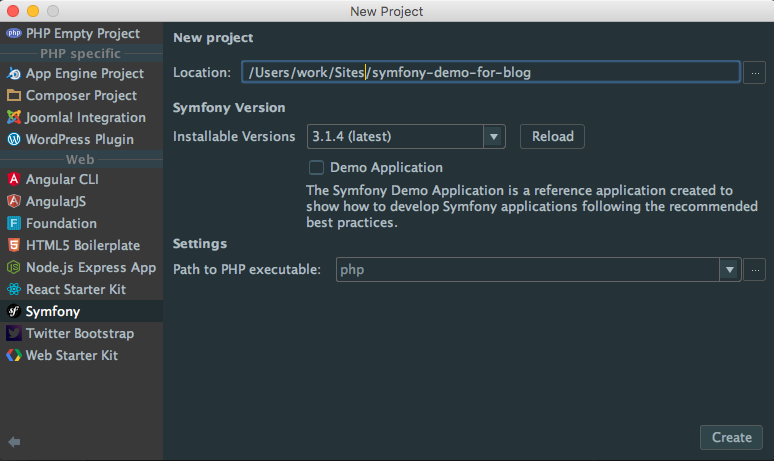 New Project
PHP Empty Project
PHP specific
App Engine Project
Composer Project
Joomla! Integration
WordPress Plugin
Web
Angular CLI
AngularJS
Foundation
HTML5 Boilerplate
Node.js Express App
React Starter Kit
Symfony
Twitter Bootstrap
Web Starter Kit
New project
Location: /Users/work/Sites/symfony-demo-for-blog ...
Symfony Version
Installable Versions 3.1.4 (latest) Reload
Demo Application
The Symfony Demo Application is a reference application created to
show how to develop Symfony applications following the recommended
best practices.
Settings
Path to PHP executable: php ...
Create